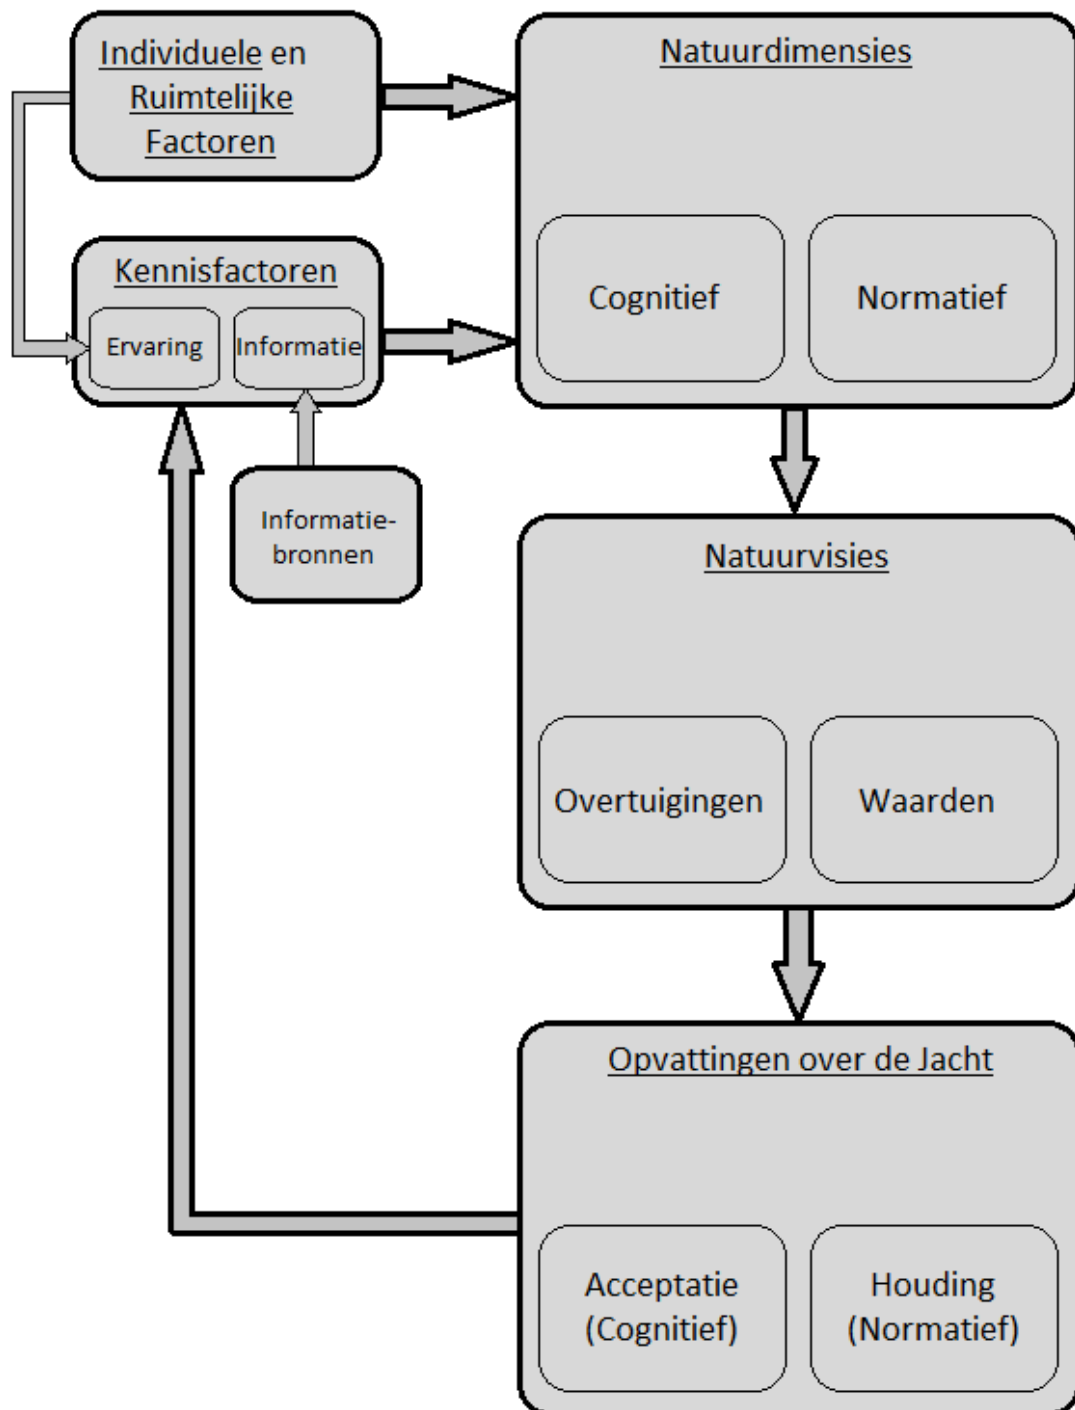 Individuele en
Ruimtelijke
Factoren
Natuurdimensies
Cognitief
Normatief
Kennisfactoren
Ervaring
Informatie
Informatie-
bronnen
Natuurvisies
Overtuigingen
Waarden
Opvattingen over de Jacht
Acceptatie
(Cognitief)
Houding
(Normatief)